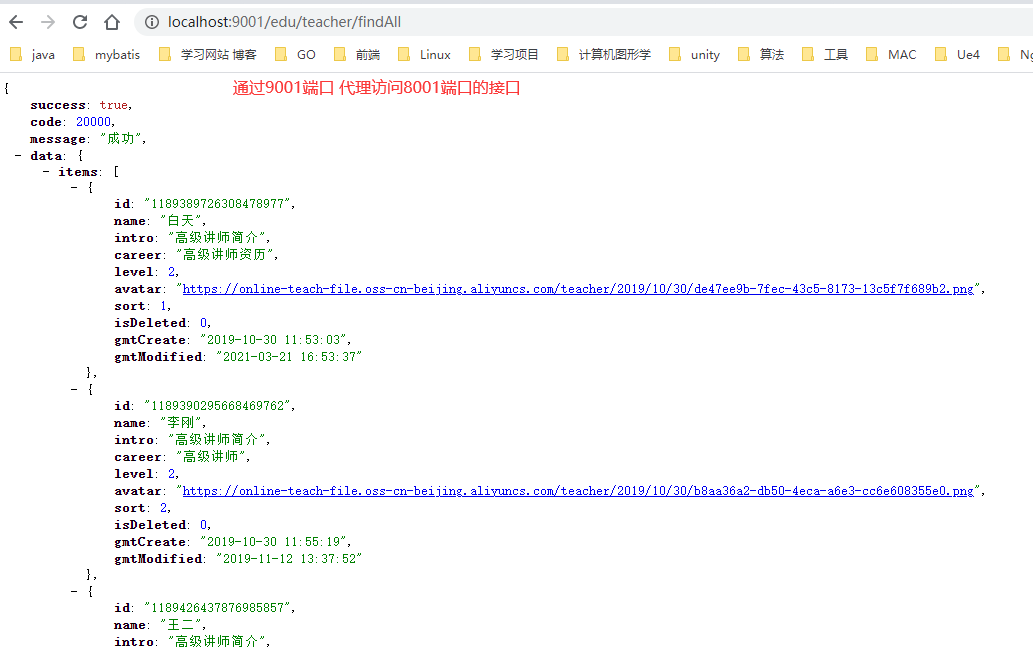 localhost:9001/edu/teacher/findAll
java mybatis 学习网站 博客 GO 前端 Linux 学习项目 计算机图形学 unity 算法 工具 MAC Ue4 Ng
{ 通过9001端口 代理访问8001端口的接口
success: true,
code: 20000,
message: "成功",
- data: {
- items: [
- {
id: "1189389726308478977",
name: "白天",
intro: "高级讲师简介",
career: "高级讲师资历",
level: 2,
avatar: "https://online-teach-file.oss-cn-beijing.aliyuncs.com/teacher/2019/10/30/de47ee9b-7fec-43c5-8173-13c5f7f689b2.png",
sort: 1,
isDeleted: 0,
gmtCreate: "2019-10-30 11:53:03",
gmtModified: "2021-03-21 16:53:37"
},
- {
id: "1189390295668469762",
name: "李刚",
intro: "高级讲师简介",
career: "高级讲师",
level: 2,
avatar: "https://online-teach-file.oss-cn-beijing.aliyuncs.com/teacher/2019/10/30/b8aa36a2-db50-4eca-a6e3-cc6e608355e0.png",
sort: 2,
isDeleted: 0,
gmtCreate: "2019-10-30 11:55:19",
gmtModified: "2019-11-12 13:37:52"
},
- {
id: "1189426437876985857",
name: "王二",
intro: "高级讲师简介",